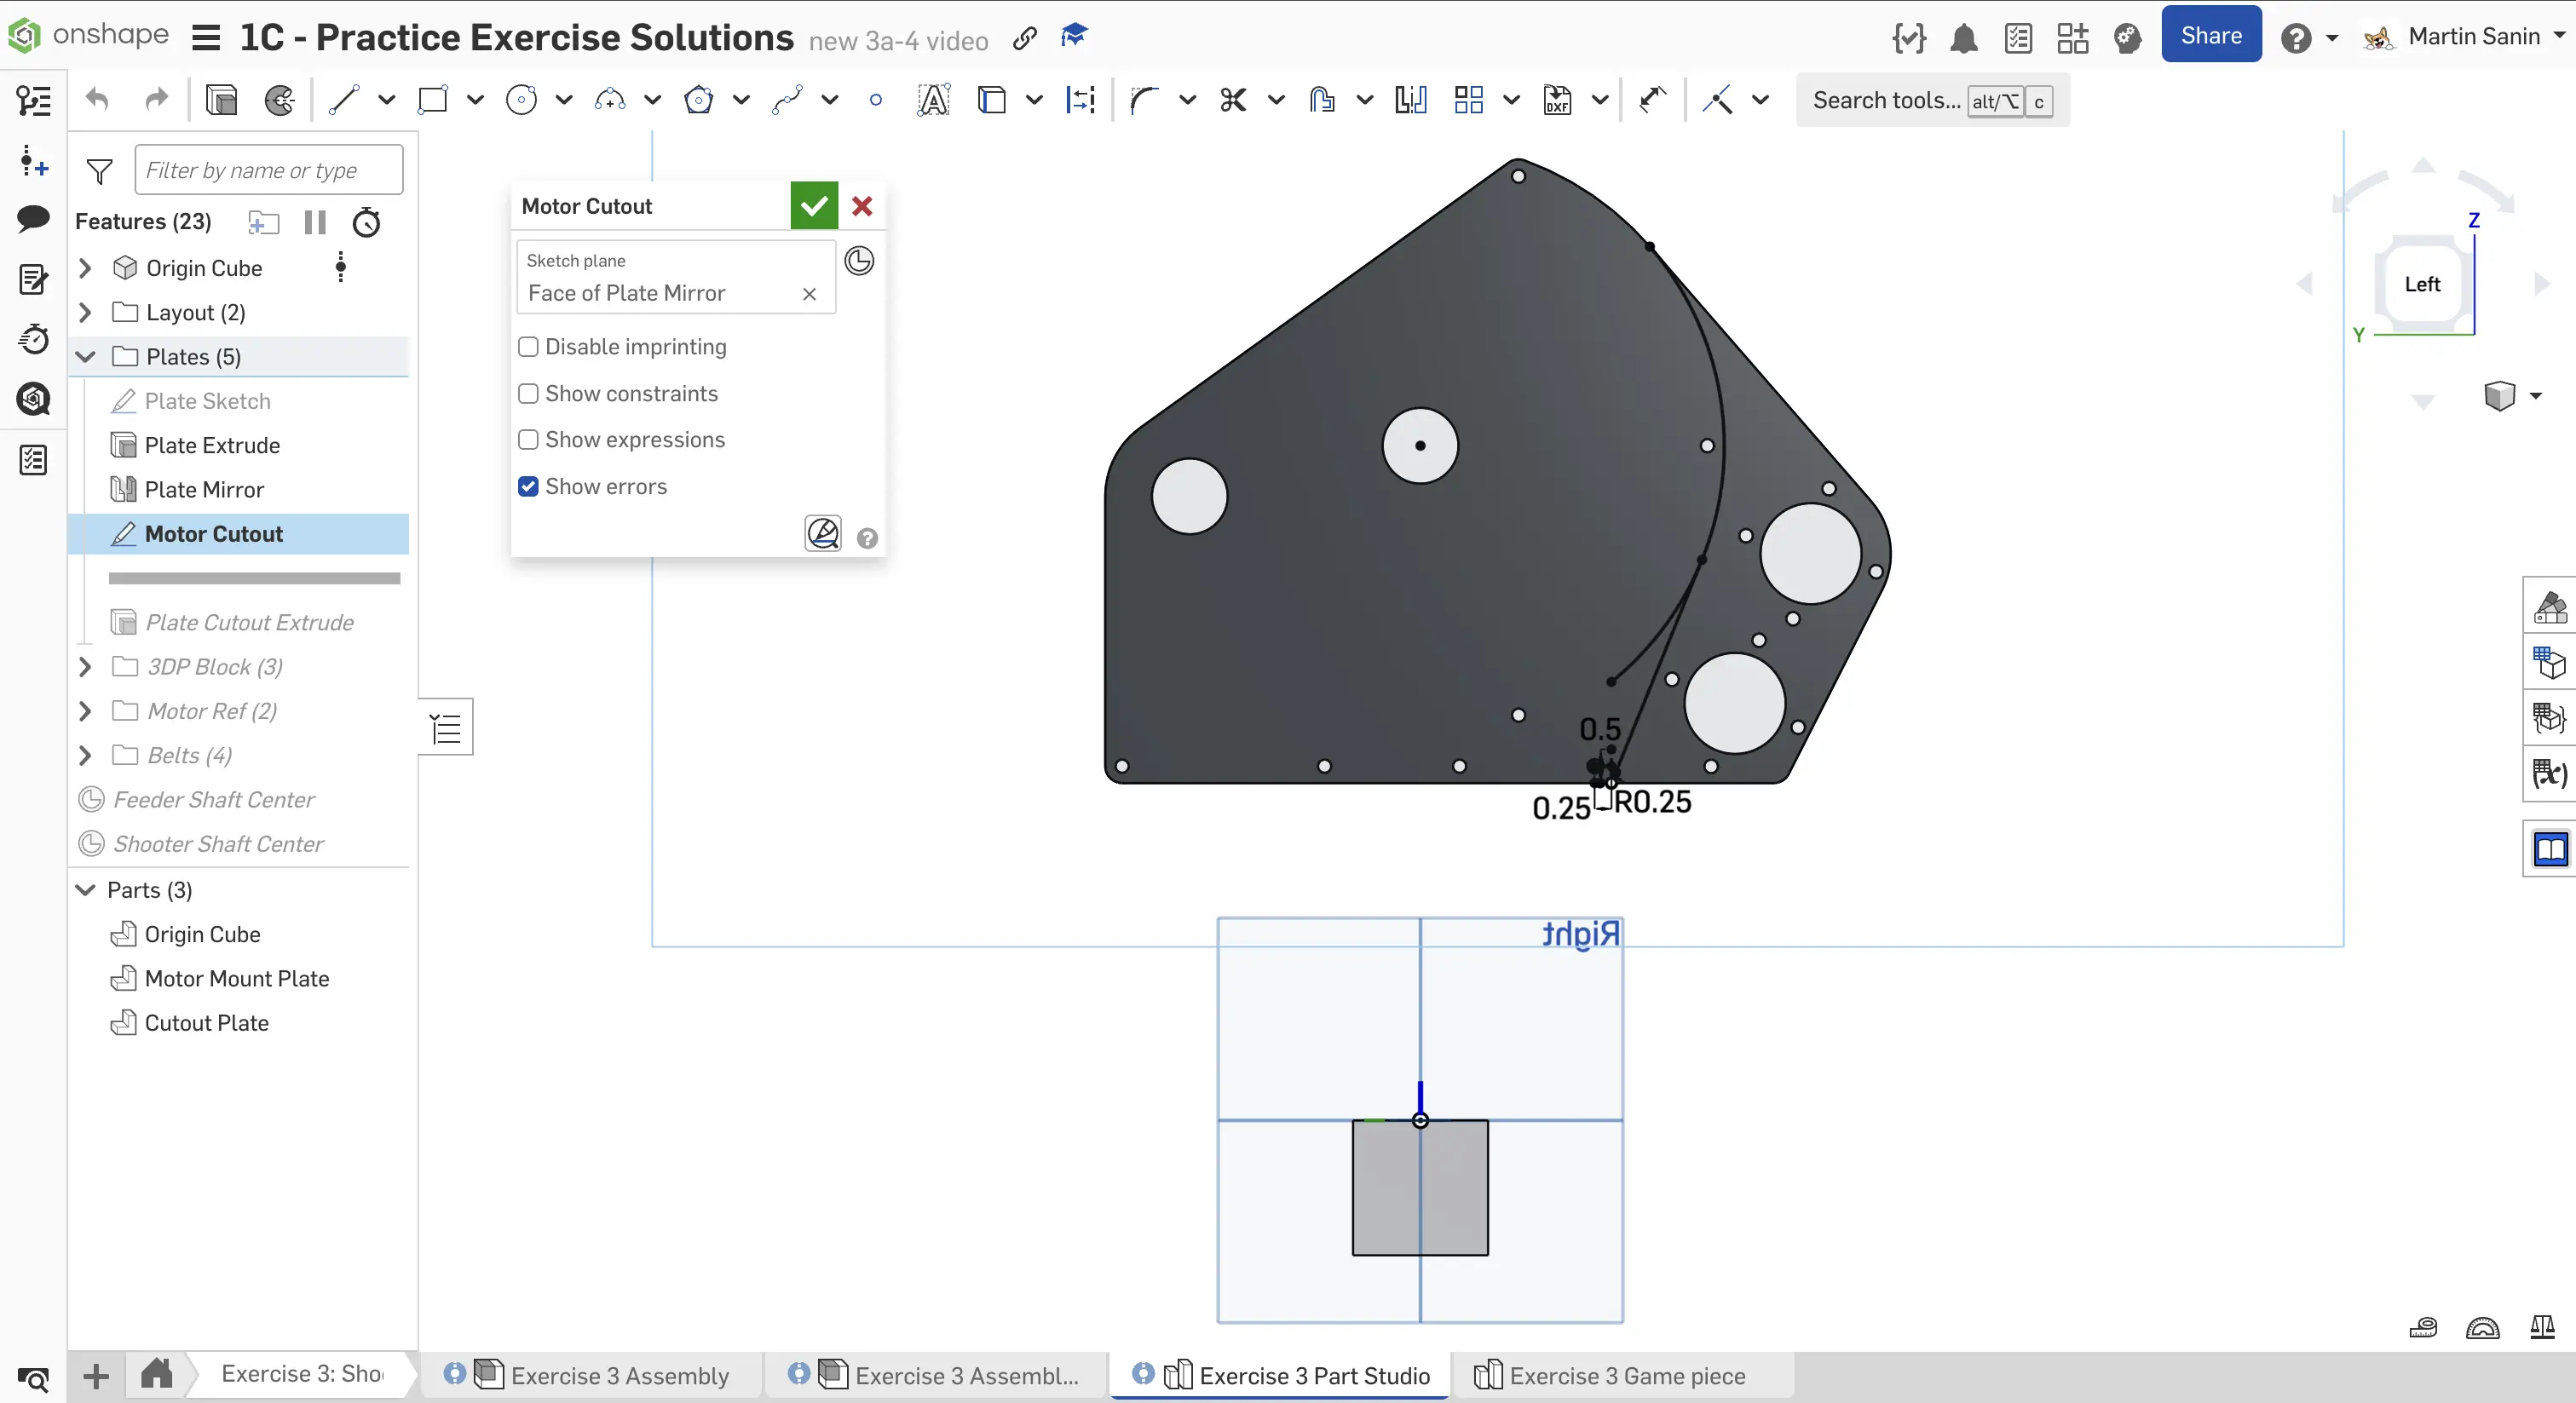 onshape
1C - Practice Exercise Solutions new 3a-4 video
Share
Martin Sanin
Search tools... alt/⌥ c
Filter by name or type
Features (23)
Origin Cube
Layout (2)
Plates (5)
Plate Sketch
Plate Extrude
Plate Mirror
Motor Cutout
Plate Cutout Extrude
3DP Block (3)
Motor Ref (2)
Belts (4)
Feeder Shaft Center
Shooter Shaft Center
Parts (3)
Origin Cube
Motor Mount Plate
Cutout Plate
Motor Cutout
Sketch plane
Face of Plate Mirror
Disable imprinting
Show constraints
Show expressions
Show errors
0.5
0.25
R0.25
Right
Z
Left
Y
Exercise 3: Sho
Exercise 3 Assembly
Exercise 3 Assembl...
Exercise 3 Part Studio
Exercise 3 Game piece